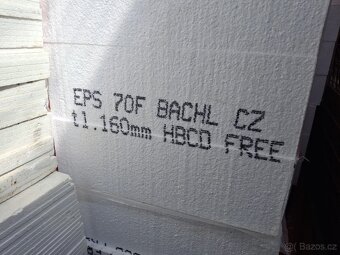 EPS 70F BACHL CZ
tl.160mm HBCD FREE
Bazos.cz